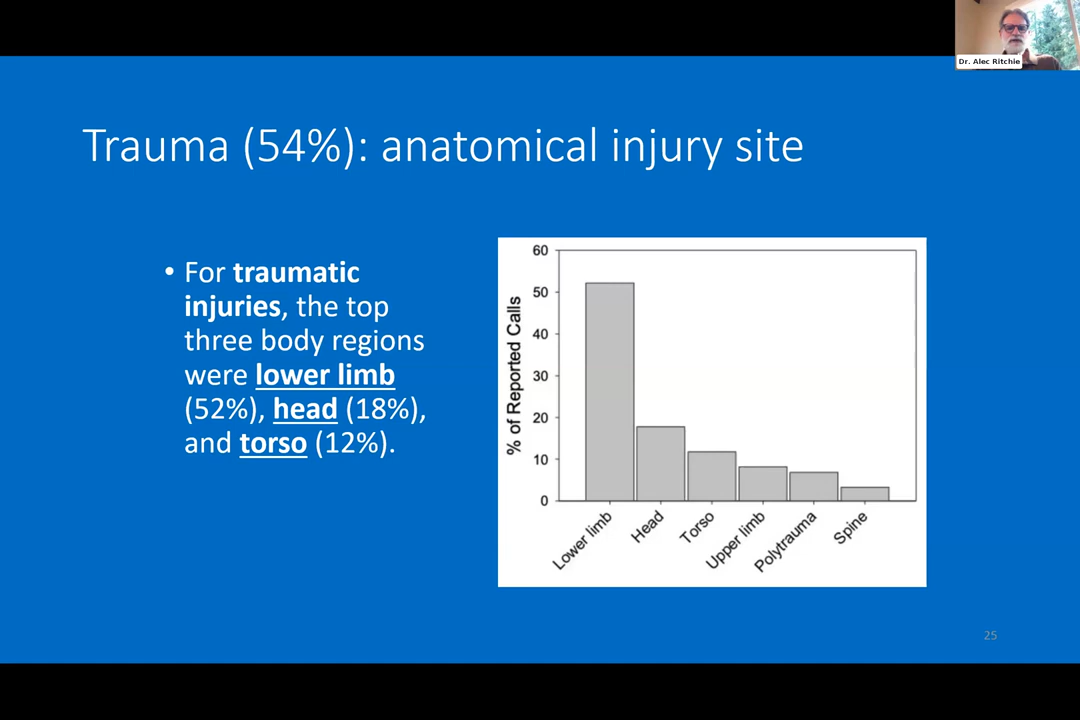 Dr. Alec Ritchie
Trauma (54%): anatomical injury site
• For traumatic
injuries, the top
three body regions
were lower limb
(52%), head (18%),
and torso (12%).
% of Reported Calls
60
50
40
30
20
10
0
Lower limb
Head
Torso
Upper limb
Polytrauma
Spine
25